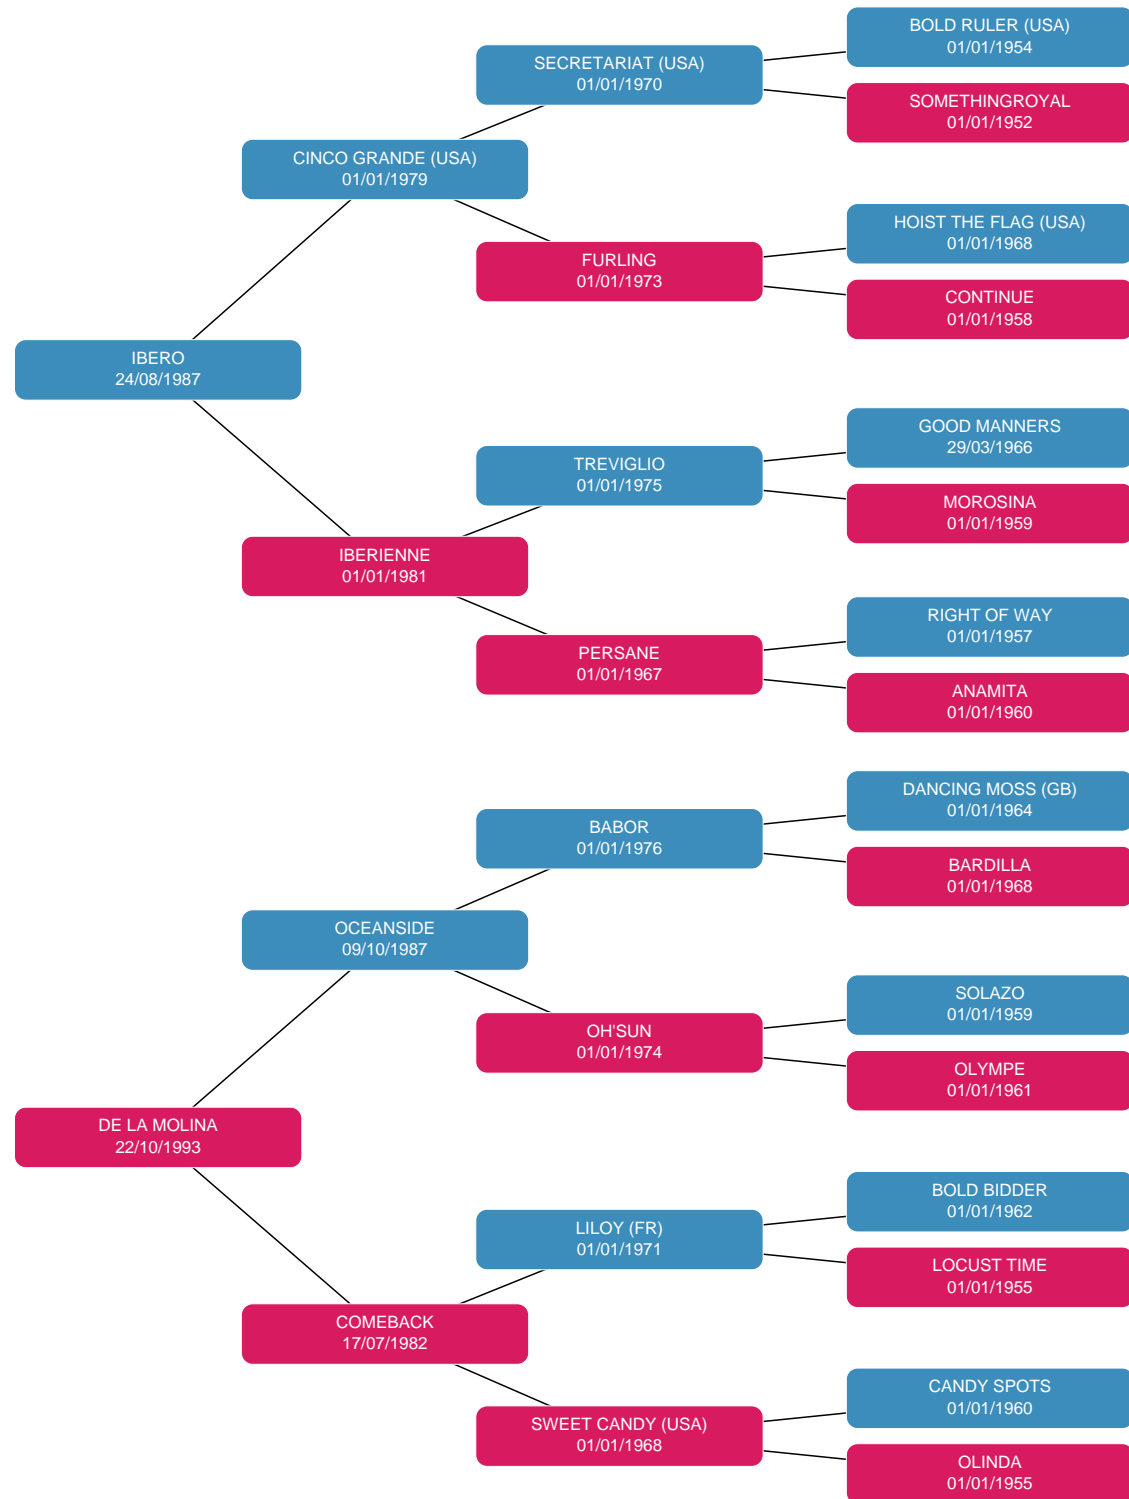 BOLD RULER (USA)
01/01/1954
SECRETARIAT (USA)
01/01/1970
SOMETHINGROYAL
01/01/1952
CINCO GRANDE (USA)
01/01/1979
HOIST THE FLAG (USA)
01/01/1968
FURLING
01/01/1973
CONTINUE
01/01/1958
IBERO
24/08/1987
GOOD MANNERS
29/03/1966
TREVIGLIO
01/01/1975
MOROSINA
01/01/1959
IBERIENNE
01/01/1981
RIGHT OF WAY
01/01/1957
PERSANE
01/01/1967
ANAMITA
01/01/1960
DANCING MOSS (GB)
01/01/1964
BABOR
01/01/1976
BARDILLA
01/01/1968
OCEANSIDE
09/10/1987
SOLAZO
01/01/1959
OH'SUN
01/01/1974
OLYMPE
01/01/1961
DE LA MOLINA
22/10/1993
BOLD BIDDER
01/01/1962
LILOY (FR)
01/01/1971
LOCUST TIME
01/01/1955
COMEBACK
17/07/1982
CANDY SPOTS
01/01/1960
SWEET CANDY (USA)
01/01/1968
OLINDA
01/01/1955